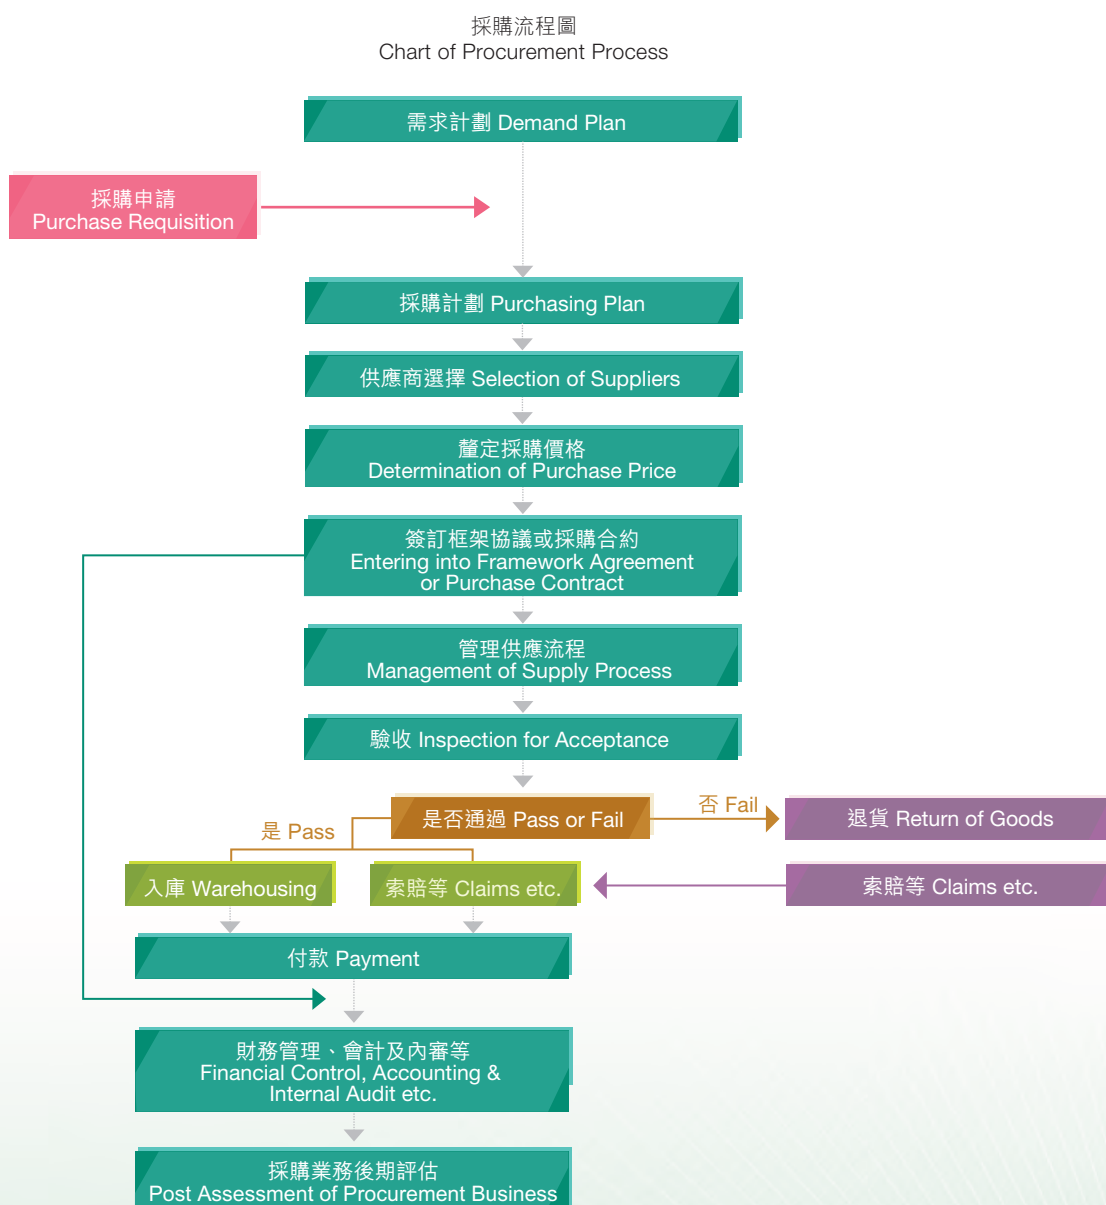 採購流程圖
Chart of Procurement Process
需求計劃 Demand Plan
採購申請
Purchase Requisition
採購計劃 Purchasing Plan
供應商選擇 Selection of Suppliers
釐定採購價格
Determination of Purchase Price
簽訂框架協議或採購合約
Entering into Framework Agreement
or Purchase Contract
管理供應流程
Management of Supply Process
驗收 Inspection for Acceptance
是否通過 Pass or Fail
否 Fail
退貨 Return of Goods
是 Pass
入庫 Warehousing
索賠等 Claims etc.
索賠等 Claims etc.
付款 Payment
財務管理、會計及內審等
Financial Control, Accounting &
Internal Audit etc.
採購業務後期評估
Post Assessment of Procurement Business